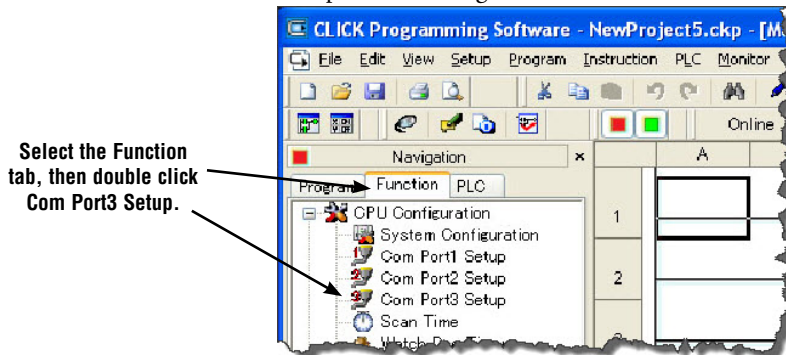 CLICK Programming Software - NewProject5.ckp - [M
File Edit View Setup Program Instruction PLC Monitor
Online
Select the Function
tab, then double click
Com Port3 Setup.
Navigation
A
Program Function PLC
CPU Configuration
System Configuration
1
Com Port1 Setup
Com Port2 Setup
2
Com Port3 Setup
Scan Time